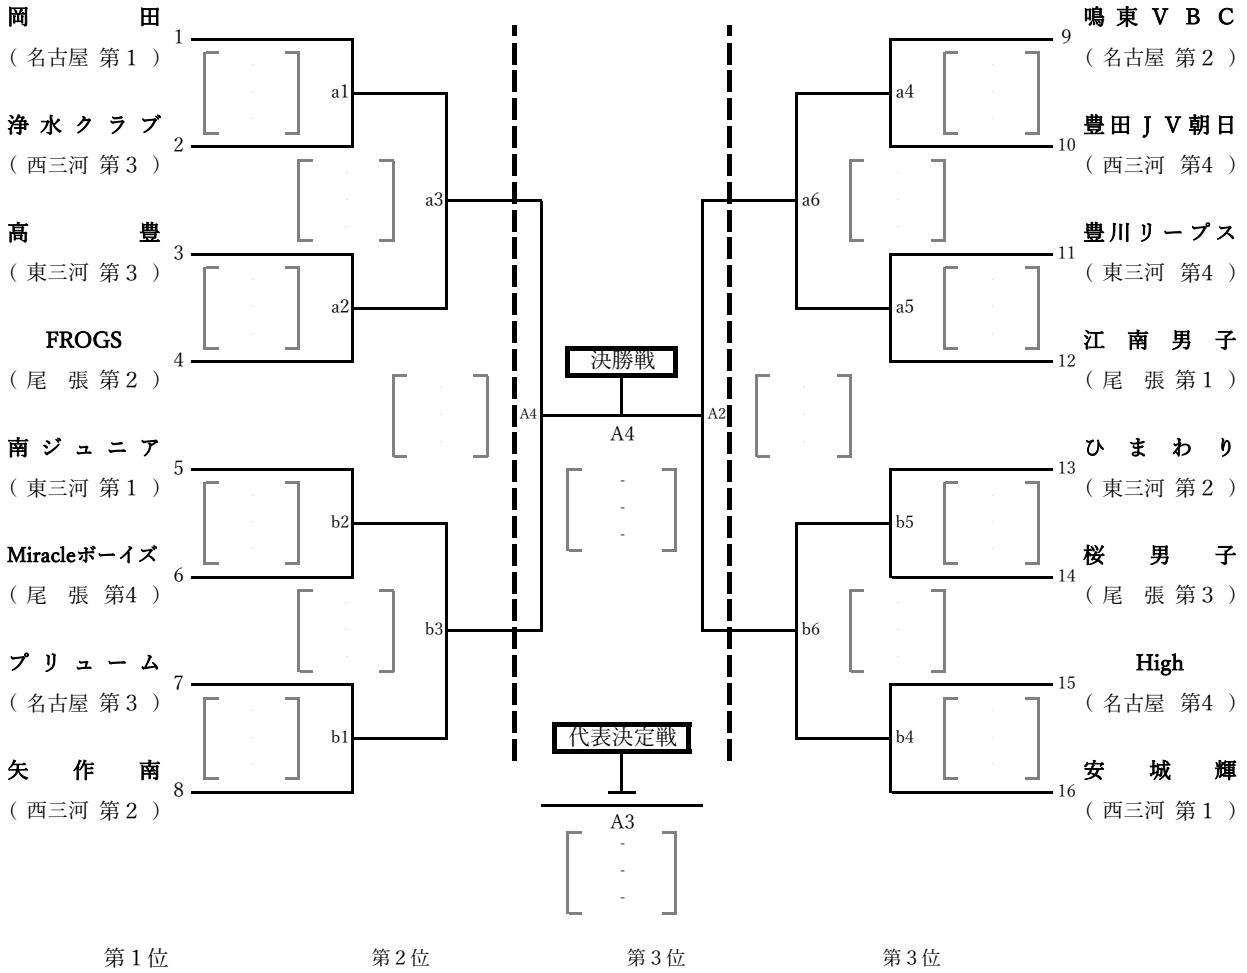 岡田
1
（ 名古屋 第１ ）
a1
浄水クラブ
2
（ 西三河 第３ ）
a3
高豊
3
（ 東三河 第３ ）
a2
FROGS
4
（ 尾　張 第２ ）
A4
南ジュニア
5
（ 東三河 第１ ）
b2
Miracleボーイズ
6
（ 尾　張 第4 ）
b3
プリューム
7
（ 名古屋 第３ ）
b1
矢作南
8
（ 西三河 第２ ）
決勝戦
A4
-
-
-
代表決定戦
A3
-
-
-
鳴東ＶＢＣ
9
（ 名古屋 第２ ）
a4
豊田ＪＶ朝日
10
（ 西三河 第4 ）
a6
豊川リープス
11
（ 東三河 第4 ）
a5
江南男子
12
（ 尾　張 第１ ）
A2
ひまわり
13
（ 東三河 第２ ）
b5
桜男子
14
（ 尾　張 第３ ）
b6
High
15
（ 名古屋 第4 ）
b4
安城輝
16
（ 西三河 第１ ）
第１位　第２位　第３位　第３位